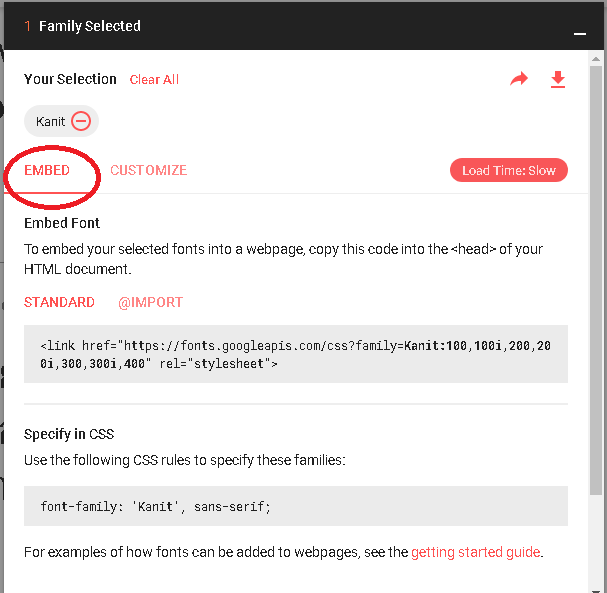 1 Family Selected
Your Selection Clear All
Kanit
EMBED CUSTOMIZE Load Time: Slow
Embed Font
To embed your selected fonts into a webpage, copy this code into the <head> of your
HTML document.
STANDARD @IMPORT
<link href="https://fonts.googleapis.com/css?family=Kanit:100,100i,200,20
0i,300,300i,400" rel="stylesheet">
Specify in CSS
Use the following CSS rules to specify these families:
font-family: 'Kanit', sans-serif;
For examples of how fonts can be added to webpages, see the getting started guide.